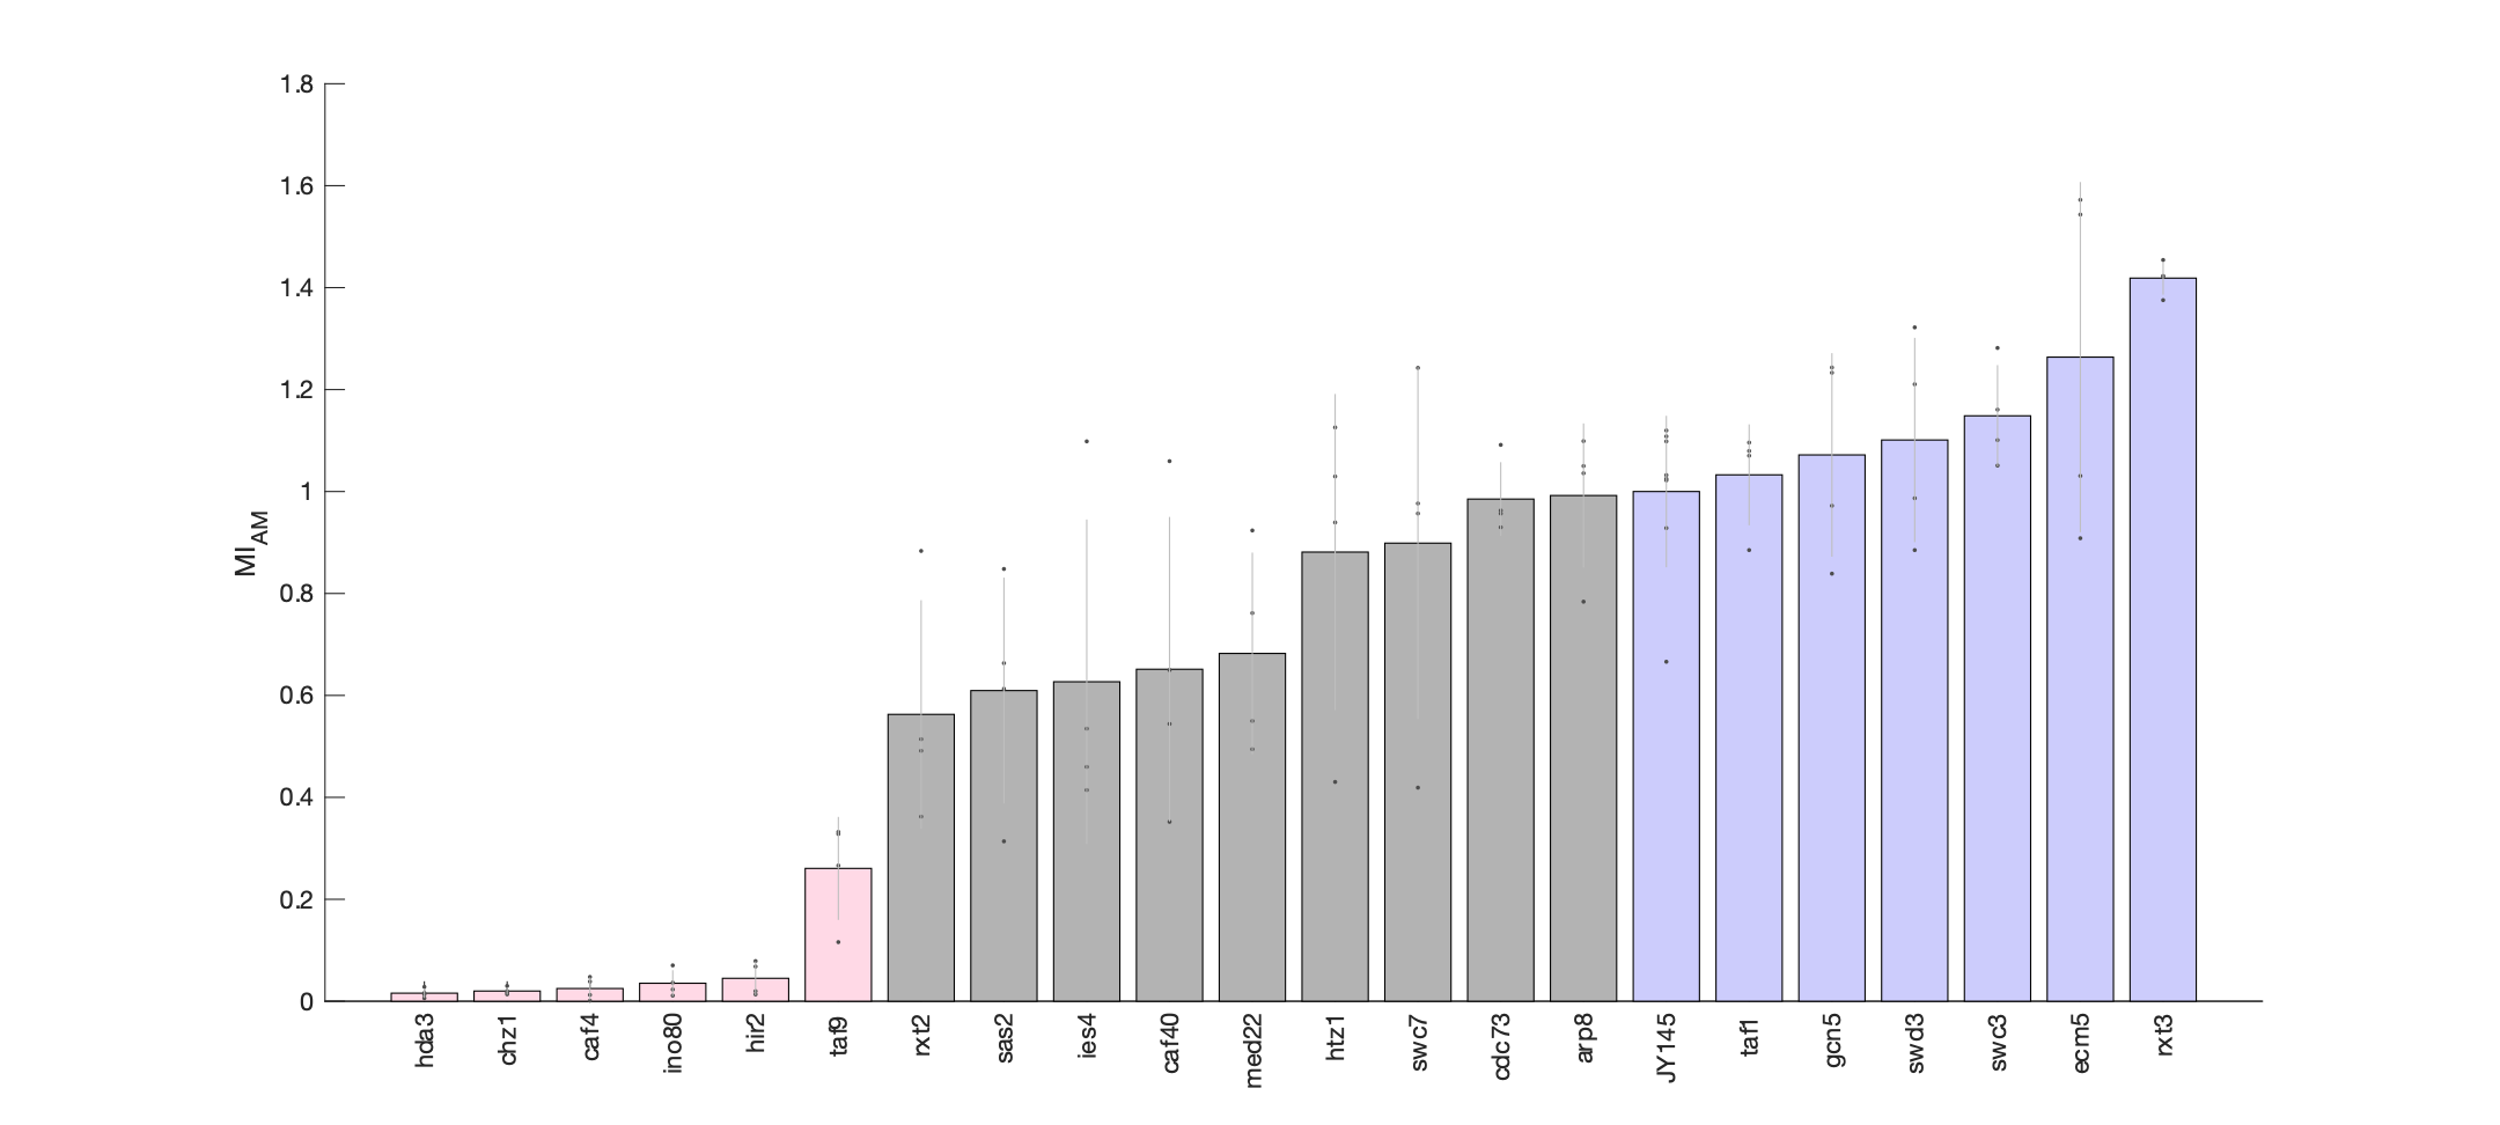 1.8
1.6
1.4
1.2
1
0.8
0.6
0.4
0.2
0
MI_AM
hda3
chz1
caf4
ino80
hir2
taf9
rxt2
sas2
ies4
caf40
med22
htz1
swc7
cdc73
arp8
JY145
taf1
gcn5
swd3
swc3
ecm5
rxt3